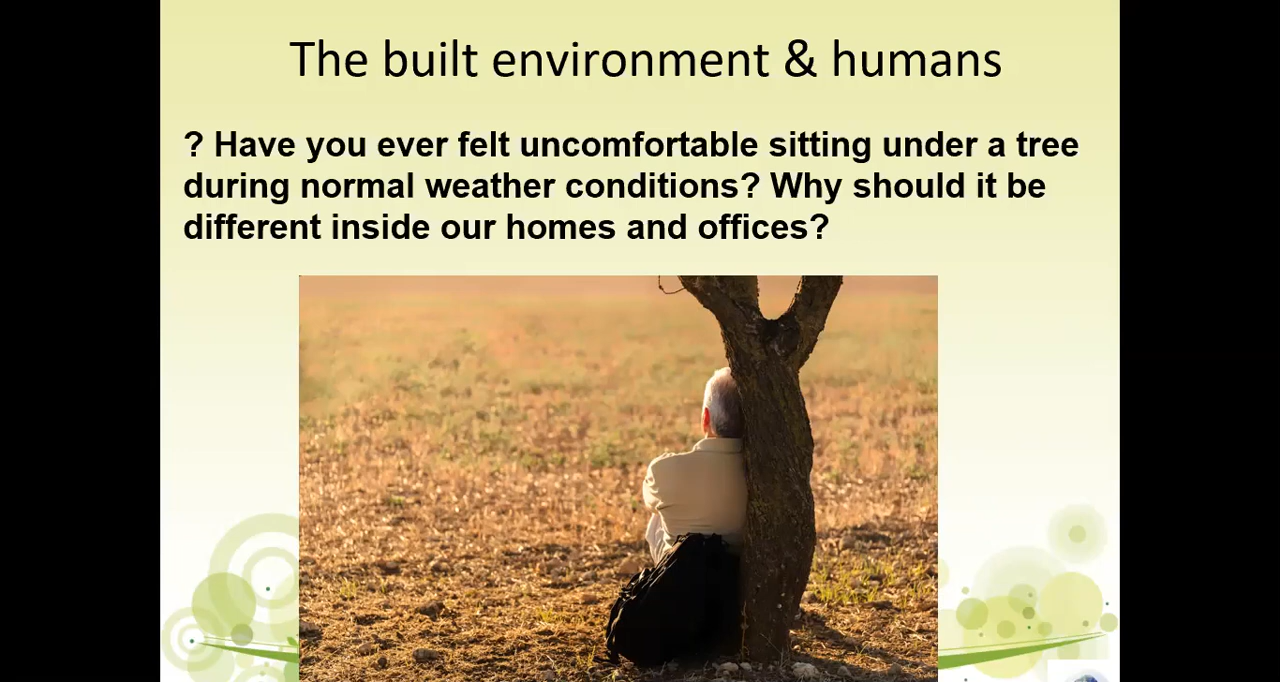 The built environment & humans
? Have you ever felt uncomfortable sitting under a tree
during normal weather conditions? Why should it be
different inside our homes and offices?